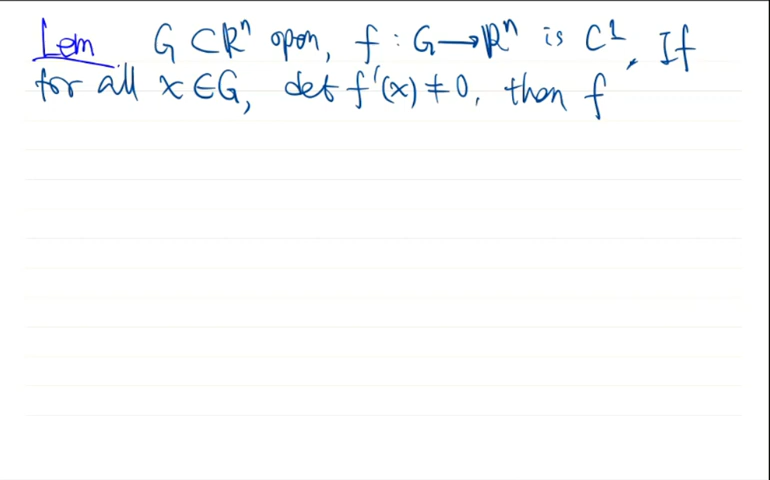 Lem G ⊂ ℝⁿ open, f : G → ℝⁿ is C¹. If
for all x ∈ G, det f'(x) ≠ 0, then f